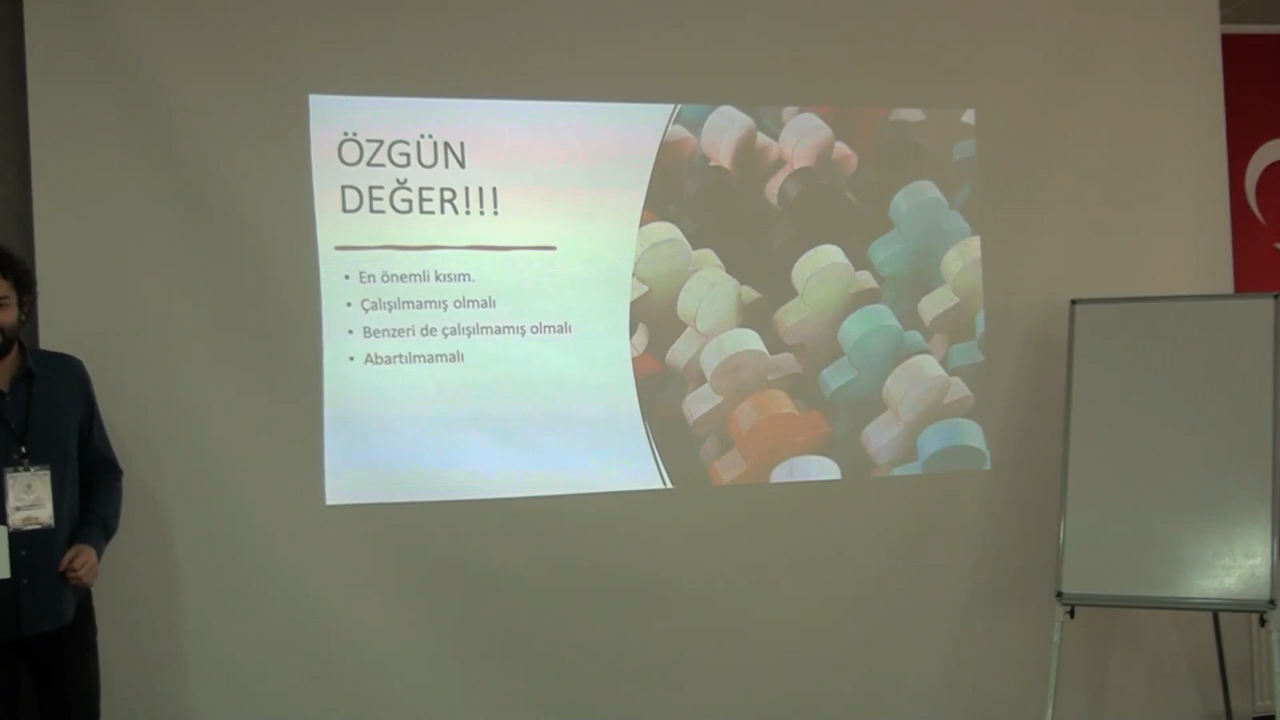 ÖZGÜN
DEĞER!!!
• En önemli kısım.
• Çalışılmamış olmalı
• Benzeri de çalışılmamış olmalı
• Abartılmamalı